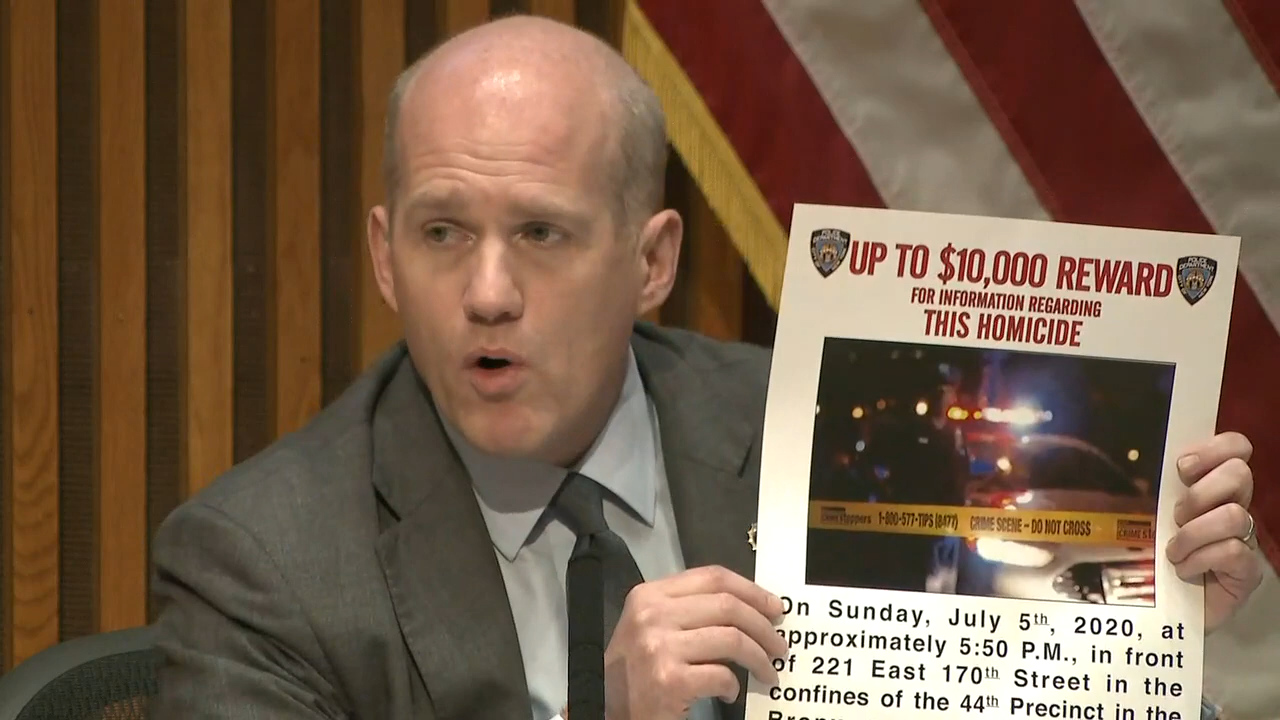 UP TO $10,000 REWARD
FOR INFORMATION REGARDING
THIS HOMICIDE
1-800-577-TIPS (8477) CRIME SCENE – DO NOT CROSS
On Sunday, July 5th, 2020, at
approximately 5:50 P.M., in front
of 221 East 170th Street in the
confines of the 44th Precinct in the